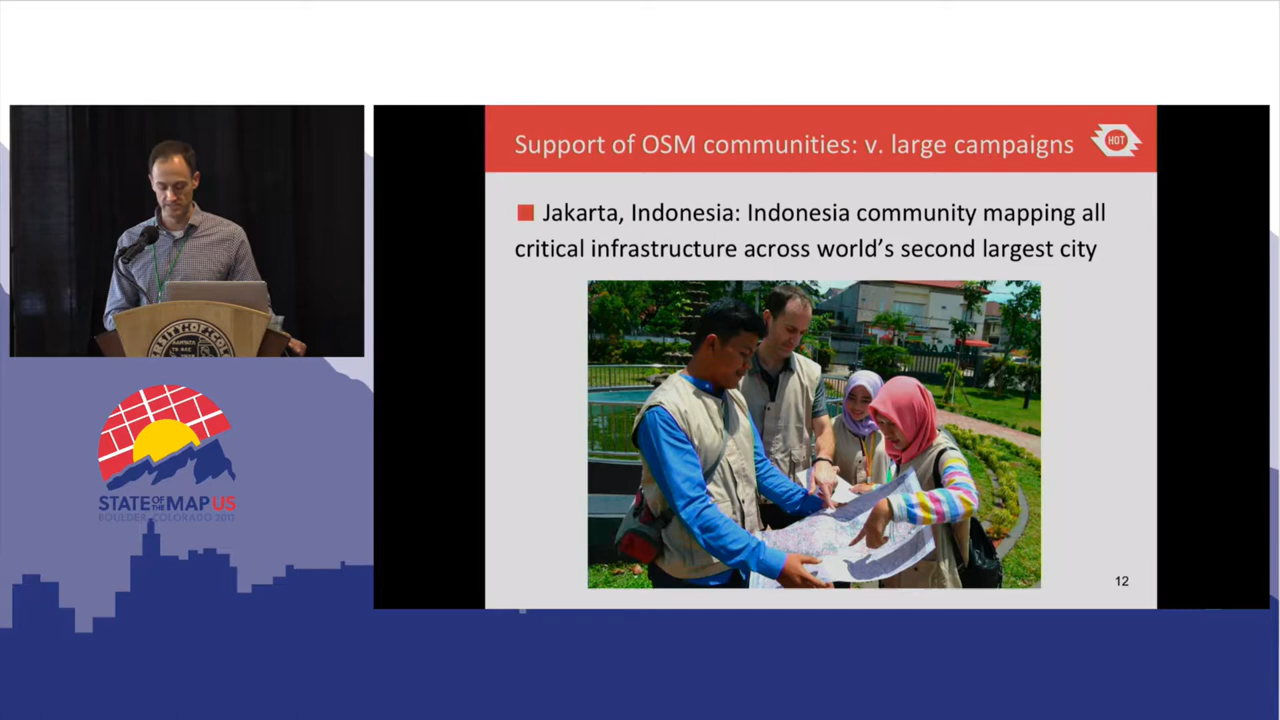 Support of OSM communities: v. large campaigns
HOT
Jakarta, Indonesia: Indonesia community mapping all
critical infrastructure across world's second largest city
12
STATE OF THE MAP US
BOULDER, COLORADO 2017